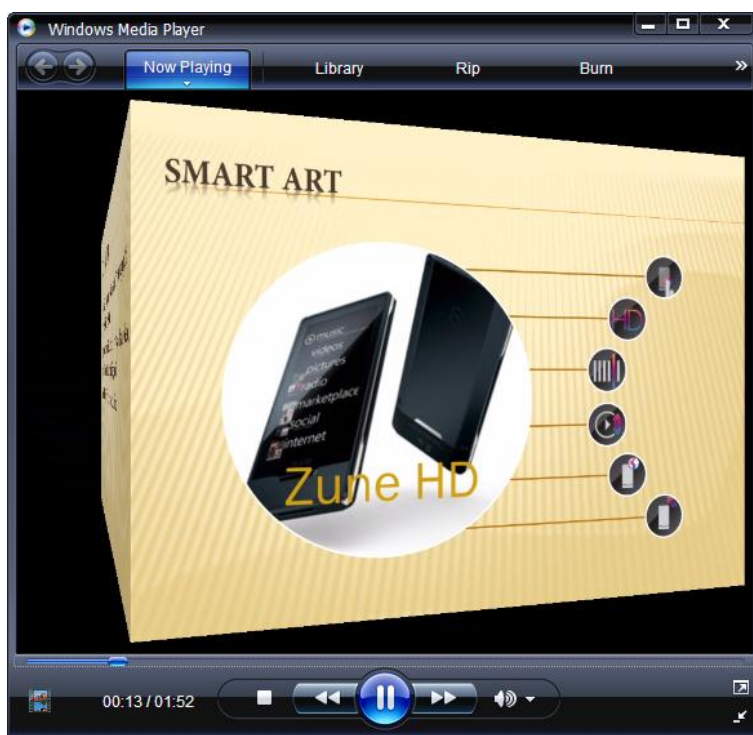 Windows Media Player
Now Playing
Library
Rip
Burn
»
SMART ART
music
videos
pictures
radio
marketplace
social
internet
Zune HD
HD
00:13 / 01:52